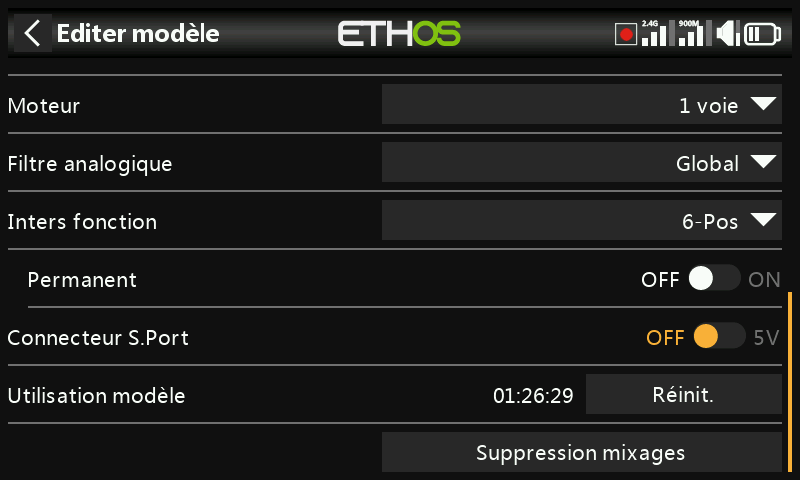 Editer modèle ETHOS 2.4G 900M
Moteur 1 voie
Filtre analogique Global
Inters fonction 6-Pos
Permanent OFF ON
Connecteur S.Port OFF 5V
Utilisation modèle 01:26:29 Réinit.
Suppression mixages